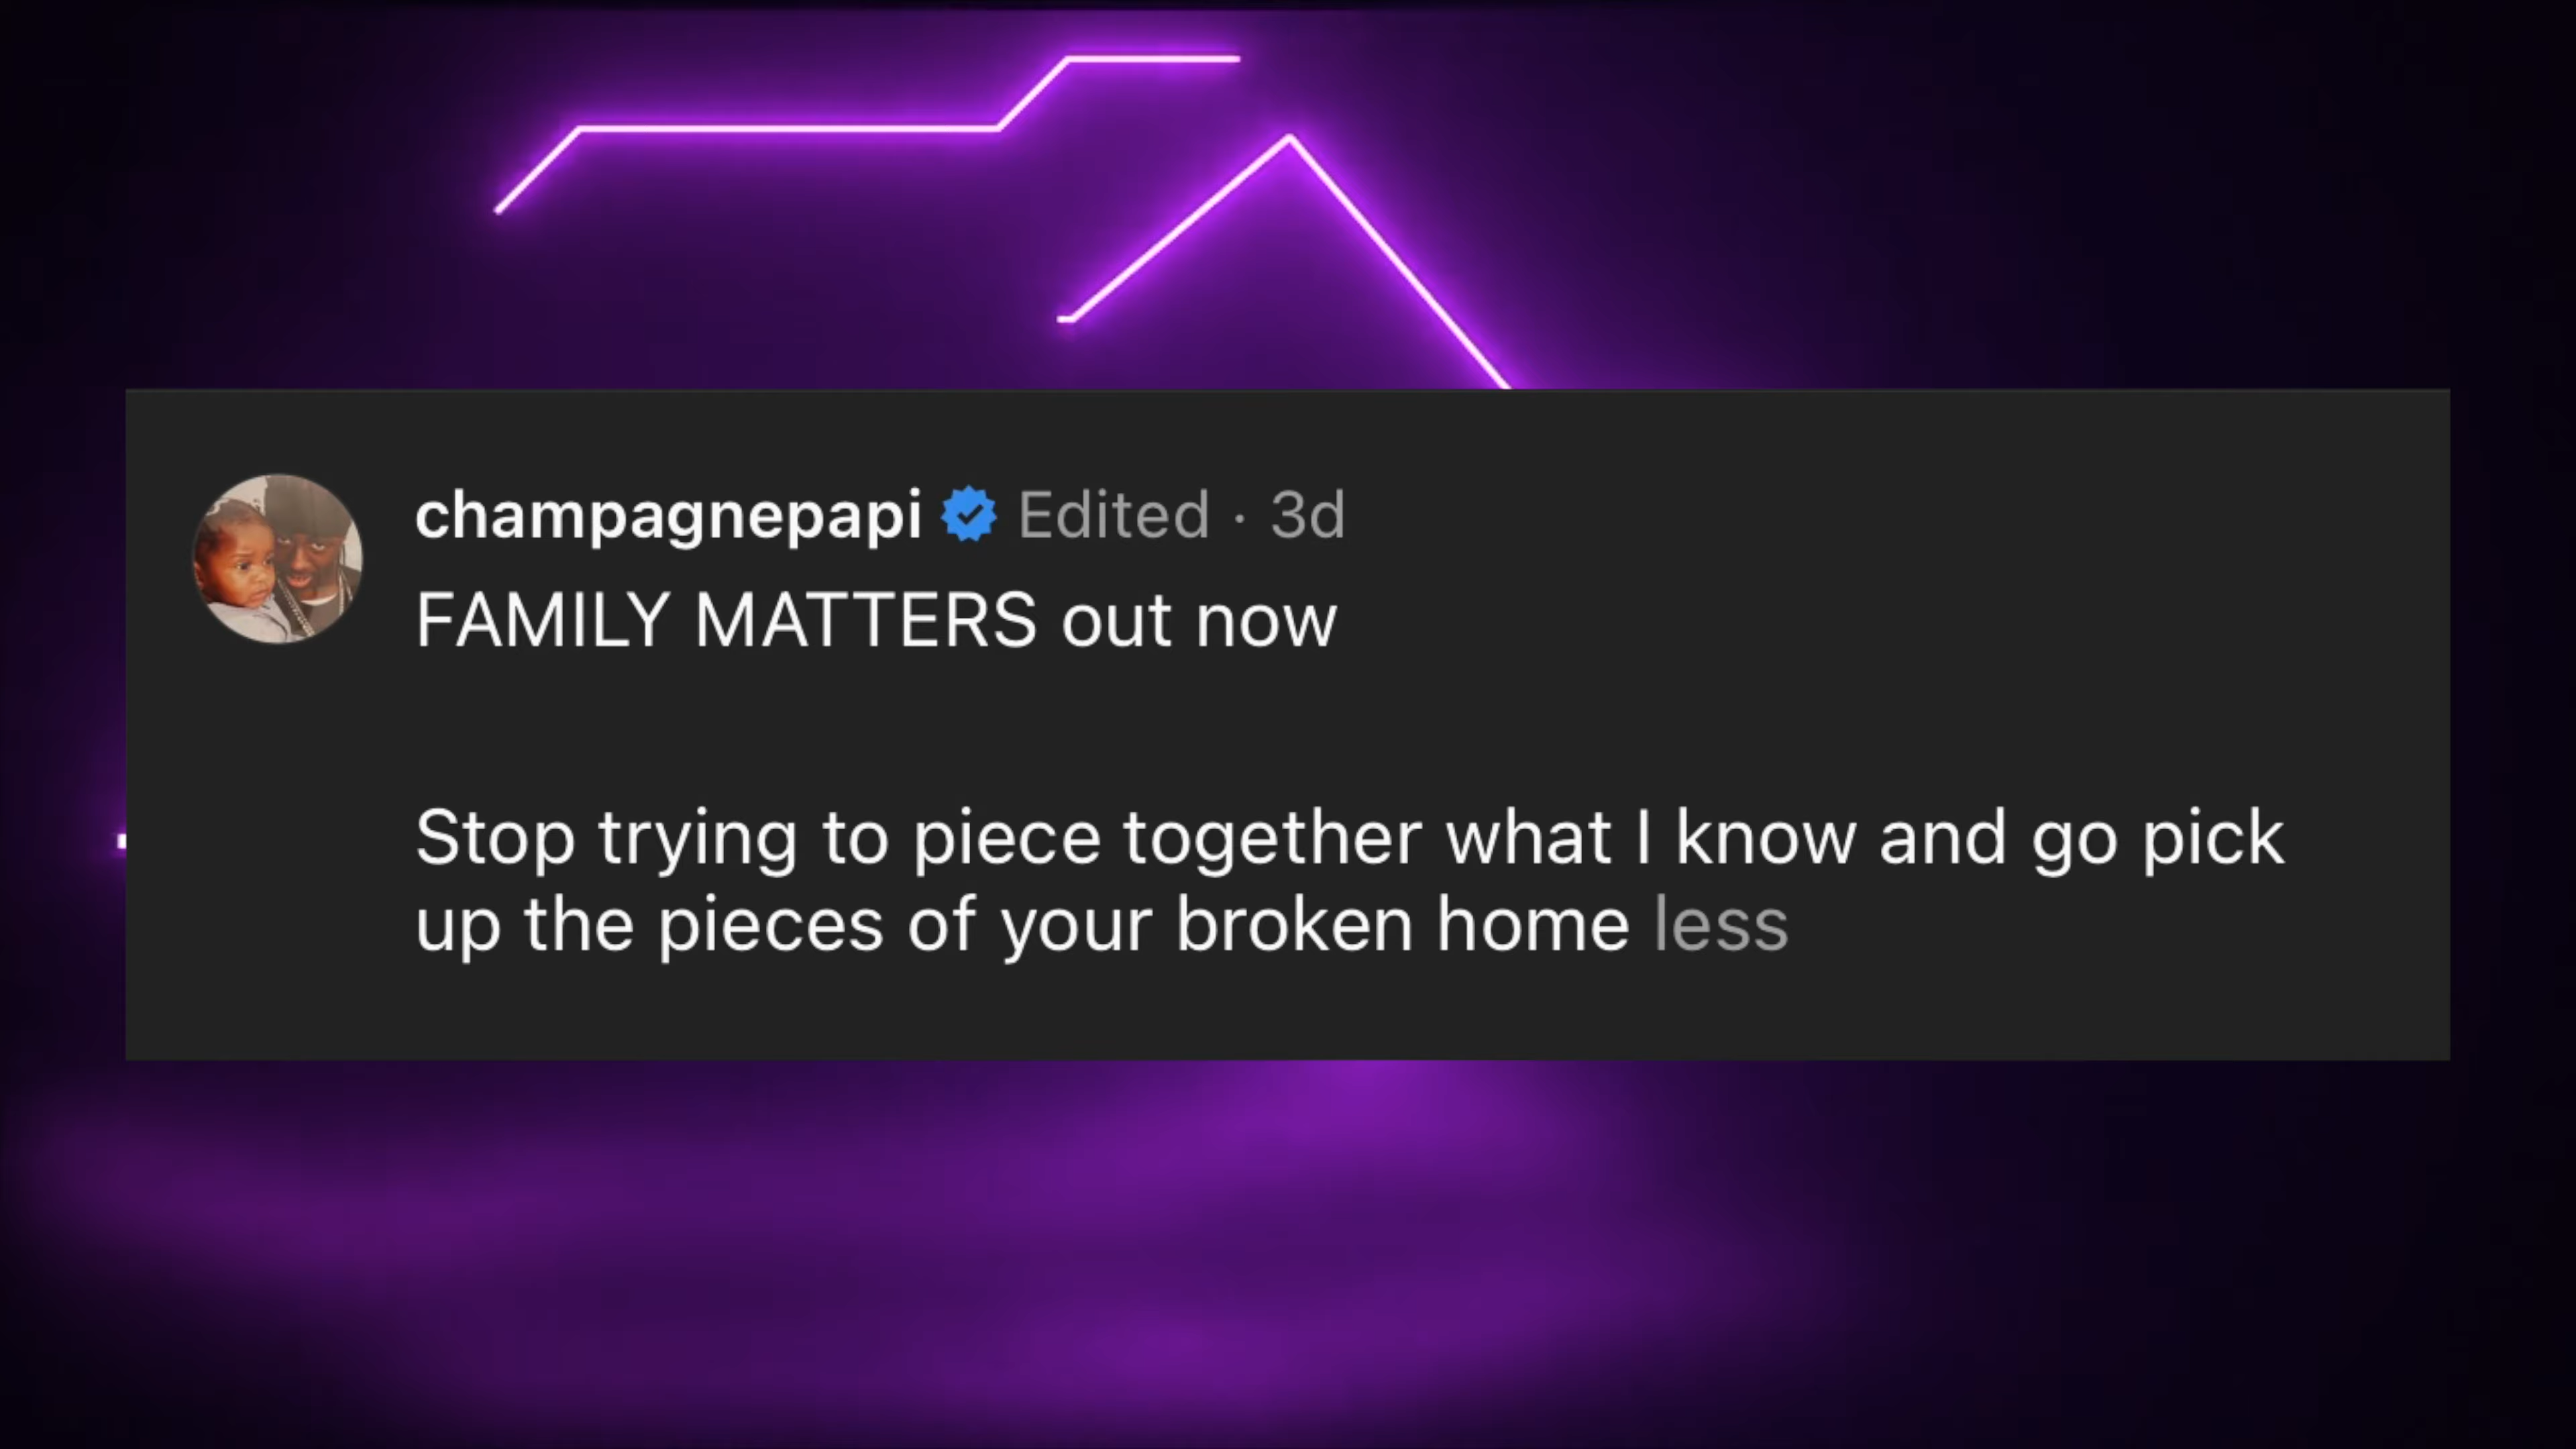 champagnepapi Edited · 3d
FAMILY MATTERS out now
Stop trying to piece together what I know and go pick
up the pieces of your broken home less